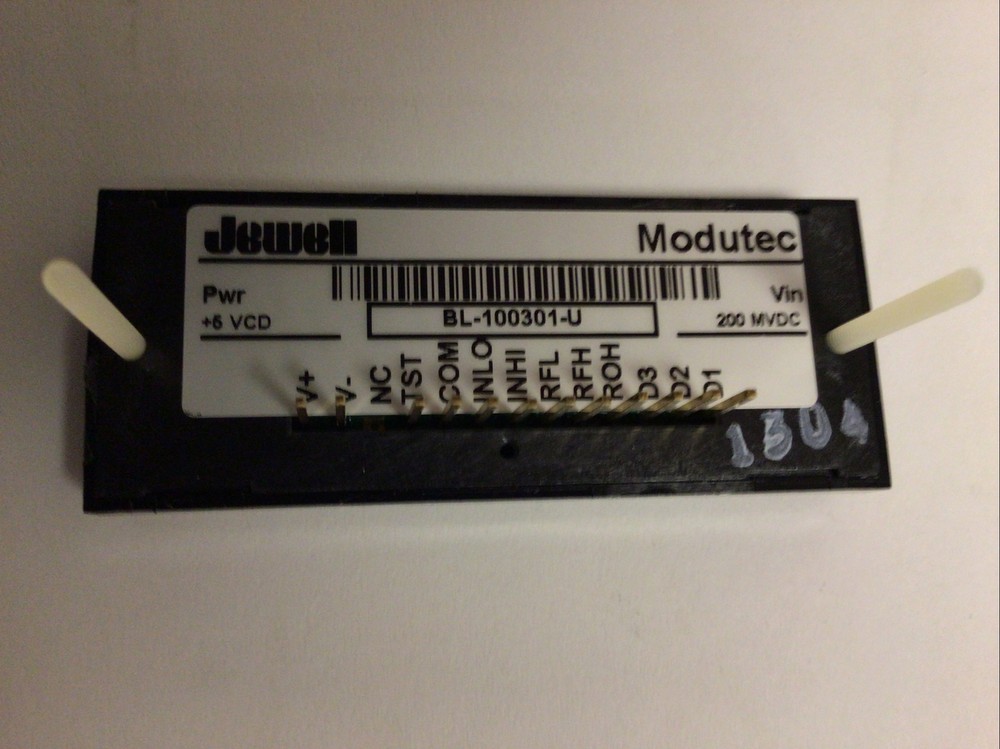 Jewell Modutec
Pwr Vin
+5 VCD BL-100301-U 200 MVDC
V+ V- NC TST COM INLO INHI RFL RFH ROH D3 D2 D1
1304